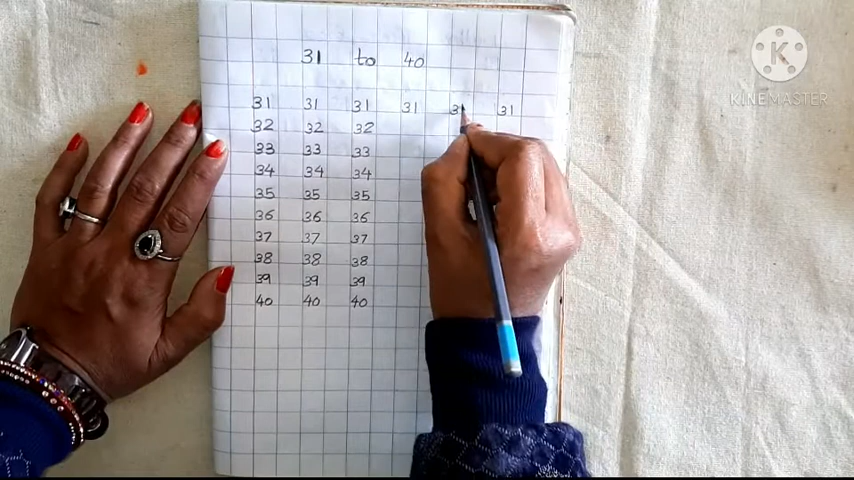 31 to 40
31 31 31 31 31 31
32 32 32
33 33 33
34 34 34
35 35 35
36 36 36
37 37 37
38 38 38
39 39 39
40 40 40
K
KINEMASTER